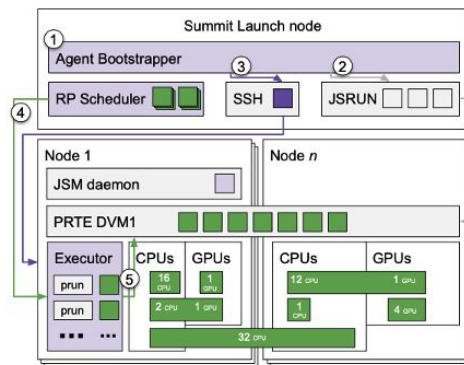 Summit Launch node
1
Agent Bootstrapper
3
2
4
RP Scheduler
SSH
JSRUN
Node 1
Node n
JSM daemon
PRTE DVM1
Executor
5
CPUs
GPUs
CPUs
GPUs
prun
16
CPU
1
GPU
12 CPU
1 GPU
prun
2 CPU
1 GPU
1
CPU
4 GPU
... ...
32 CPU